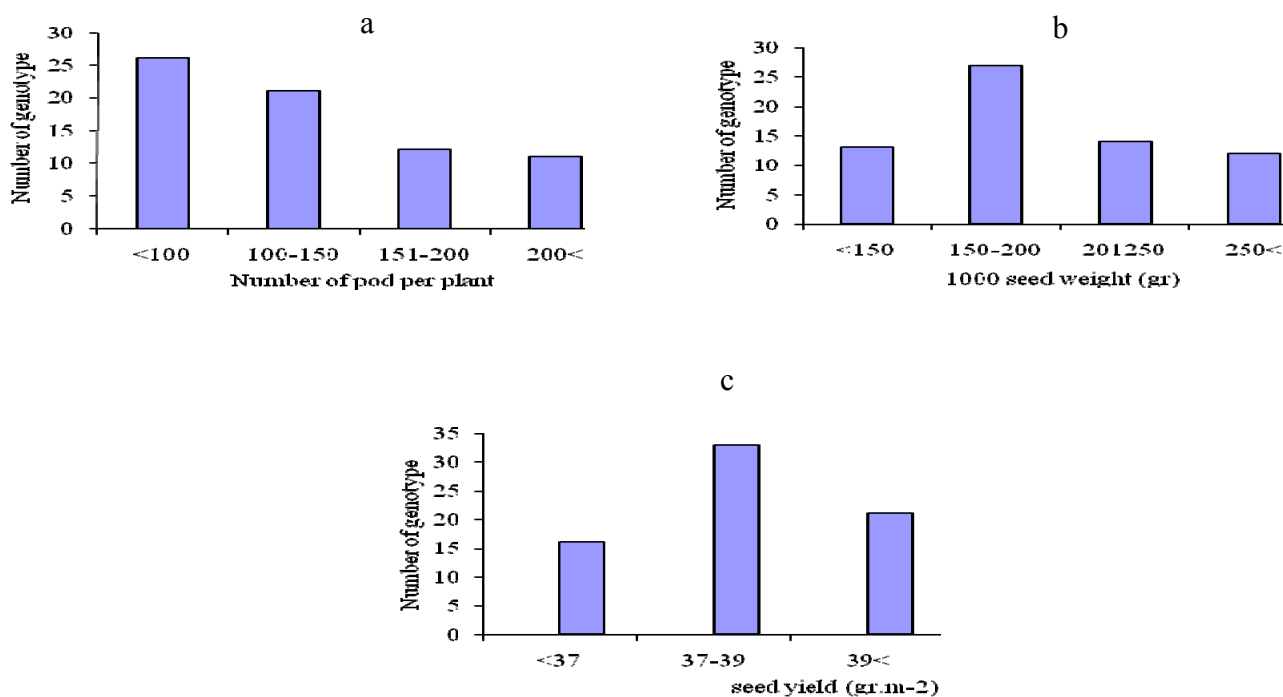 a
Number of genotype
30
25
20
15
10
5
0
<100 100-150 151-200 200<
Number of pod per plant
b
Number of genotype
30
25
20
15
10
5
0
<150 150-200 201250 250<
1000 seed weight (gr)
c
Number of genotype
35
30
25
20
15
10
5
0
<37 37-39 39<
seed yield (gr.m-2)